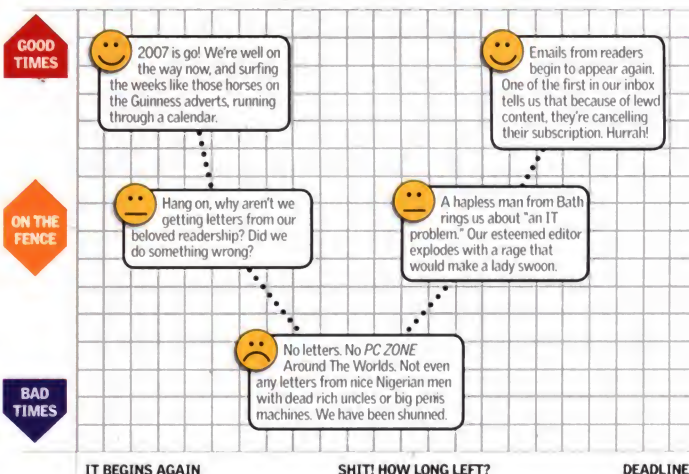 GOOD
TIMES
2007 is go! We're well on
the way now, and surfing
the weeks like those horses on
the Guinness adverts, running
through a calendar.
Emails from readers
begin to appear again.
One of the first in our inbox
tells us that because of lewd
content, they're cancelling
their subscription. Hurrah!
ON THE
FENCE
Hang on, why aren't we
getting letters from our
beloved readership? Did we
do something wrong?
A hapless man from Bath
rings us about "an IT
problem." Our esteemed editor
explodes with a rage that
would make a lady swoon.
BAD
TIMES
No letters. No PC ZONE
Around The Worlds. Not even
any letters from nice Nigerian men
with dead rich uncles or big penis
machines. We have been shunned.
IT BEGINS AGAIN
SHIT! HOW LONG LEFT?
DEADLINE